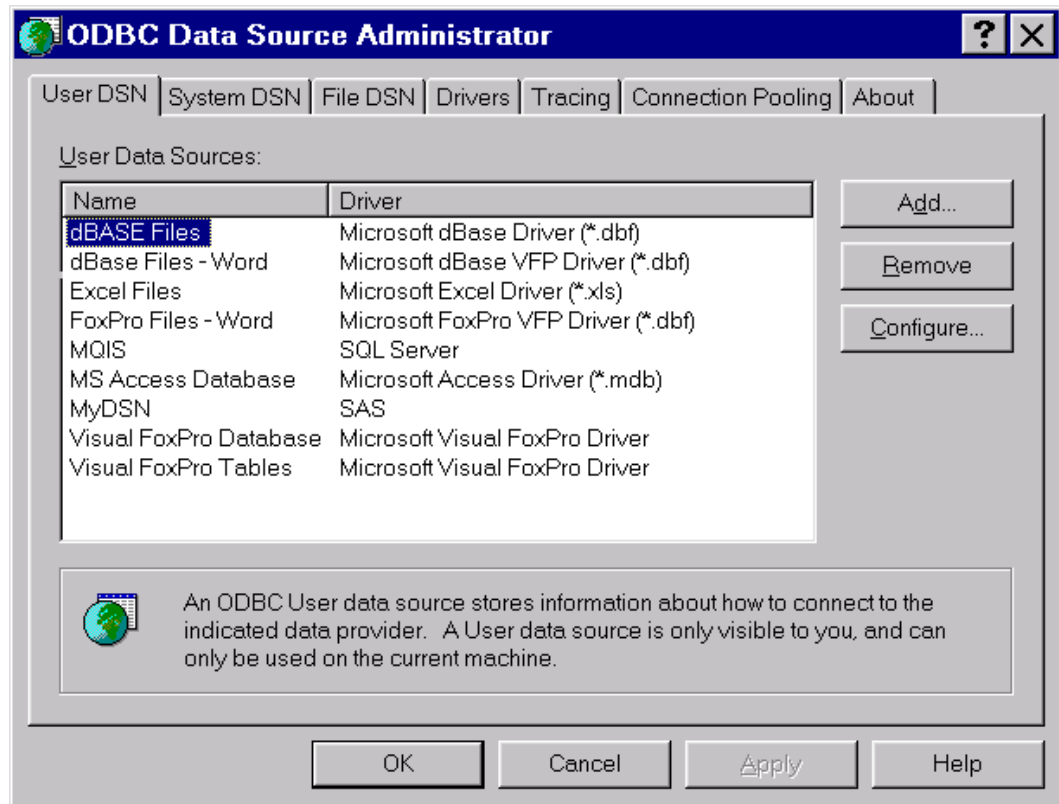 ODBC Data Source Administrator
User DSN System DSN File DSN Drivers Tracing Connection Pooling About
User Data Sources:
Name Driver
dBASE Files Microsoft dBase Driver (*.dbf)
dBase Files - Word Microsoft dBase VFP Driver (*.dbf)
Excel Files Microsoft Excel Driver (*.xls)
FoxPro Files - Word Microsoft FoxPro VFP Driver (*.dbf)
MQIS SQL Server
MS Access Database Microsoft Access Driver (*.mdb)
MyDSN SAS
Visual FoxPro Database Microsoft Visual FoxPro Driver
Visual FoxPro Tables Microsoft Visual FoxPro Driver
Add...
Remove
Configure...
An ODBC User data source stores information about how to connect to the
indicated data provider. A User data source is only visible to you, and can
only be used on the current machine.
OK Cancel Apply Help